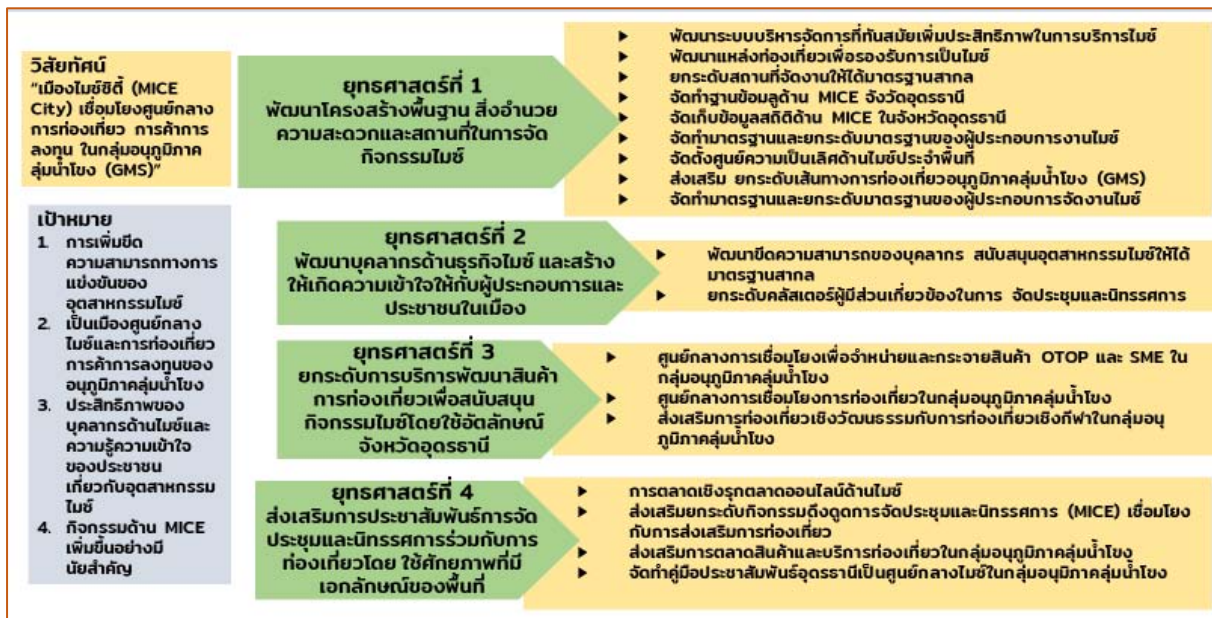 วิสัยทัศน์
“เมืองไมซ์ซิตี้ (MICE
City) เชื่อมโยงศูนย์กลาง
การท่องเที่ยว การค้าการ
ลงทุน ในกลุ่มอนุภูมิภาค
ลุ่มน้ำโขง (GMS)”
เป้าหมาย
1. การเพิ่มขีด
ความสามารถทางการ
แข่งขันของ
อุตสาหกรรมไมซ์
2. เป็นเมืองศูนย์กลาง
ไมซ์และการท่องเที่ยว
การค้าการลงทุนของ
อนุภูมิภาคลุ่มน้ำโขง
3. ประสิทธิภาพของ
บุคลากรด้านไมซ์และ
ความรู้ความเข้าใจ
ของประชาชน
เกี่ยวกับอุตสาหกรรม
ไมซ์
4. กิจกรรมด้าน MICE
เพิ่มขึ้นอย่างมี
นัยสำคัญ
ยุทธศาสตร์ที่ 1
พัฒนาโครงสร้างพื้นฐาน สิ่งอำนวย
ความสะดวกและสถานที่ในการจัด
กิจกรรมไมซ์
พัฒนาระบบบริหารจัดการที่ทันสมัยเพิ่มประสิทธิภาพในการบริการไมซ์
พัฒนาแหล่งท่องเที่ยวเพื่อรองรับการเป็นไมซ์
ยกระดับสถานที่จัดงานให้ได้มาตรฐานสากล
จัดทำฐานข้อมลูด้าน MICE จังวัดอุดรธานี
จัดเก็บข้อมูลสถิติด้าน MICE ในจังหวัดอุดรธานี
จัดทำมาตรฐานและยกระดับมาตรฐานของผู้ประกอบการงานไมซ์
จัดตั้งศูนย์ความเป็นเลิศด้านไมซ์ประจำพื้นที่
ส่งเสริม ยกระดับเส้นทางการท่องเที่ยวอนุภูมิภาคลุ่มน้ำโขง (GMS)
จัดทำมาตรฐานและยกระดับมาตรฐานของผู้ประกอบการจัดงานไมซ์
ยุทธศาสตร์ที่ 2
พัฒนาบุคลากรด้านธุรกิจไมซ์ และสร้าง
ให้เกิดความเข้าใจให้กับผู้ประกอบการและ
ประชาชนในเมือง
พัฒนาขีดความสามารถของบุคลากร สนับสนุนอุตสาหกรรมไมซ์ให้ได้
มาตรฐานสากล
ยกระดับคลัสเตอร์ผู้มีส่วนเกี่ยวข้องในการ จัดประชุมและนิทรรศการ
ยุทธศาสตร์ที่ 3
ยกระดับการบริการพัฒนาสินค้า
การท่องเที่ยวเพื่อสนับสนุน
กิจกรรมไมซ์โดยใช้อัตลักษณ์
จังหวัดอุดรธานี
ศูนย์กลางการเชื่อมโยงเพื่อจำหน่ายและกระจายสินค้า OTOP และ SME ใน
กลุ่มอนุภูมิภาคลุ่มน้ำโขง
ศูนย์กลางการเชื่อมโยงการท่องเที่ยวในกลุ่มอนุภูมิภาคลุ่มน้ำโขง
ส่งเสริมการท่องเที่ยวเชิงวัฒนธรรมกับการท่องเที่ยวเชิงกีฬาในกลุ่มอนุ
ภูมิภาคลุ่มน้ำโขง
ยุทธศาสตร์ที่ 4
ส่งเสริมการประชาสัมพันธ์การจัด
ประชุมและนิทรรศการร่วมกับการ
ท่องเที่ยวโดย ใช้ศักยภาพที่มี
เอกลักษณ์ของพื้นที่
การตลาดเชิงรุกตลาดออนไลน์ด้านไมซ์
ส่งเสริมยกระดับกิจกรรมดึงดูดการจัดประชุมและนิทรรศการ (MICE) เชื่อมโยง
กับการส่งเสริมการท่องเที่ยว
ส่งเสริมการตลาดสินค้าและบริการท่องเที่ยวในกลุ่มอนุภูมิภาคลุ่มน้ำโขง
จัดทำคู่มือประชาสัมพันธ์อุดรธานีเป็นศูนย์กลางไมซ์ในกลุ่มอนุมิภาคลุ่มน้ำโขง